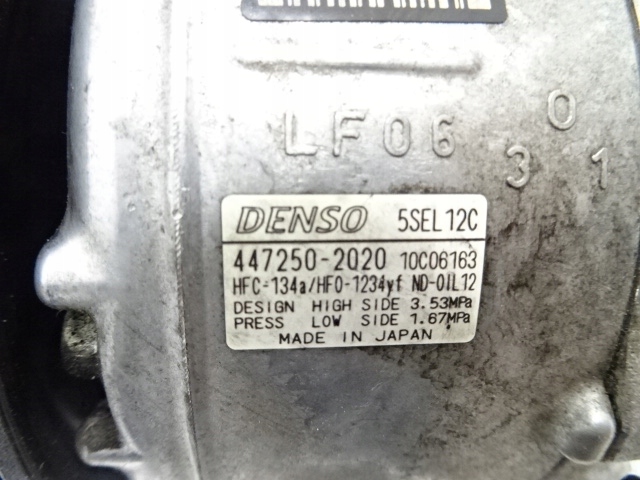 LF06
0
3 1
DENSO 5SEL12C
447250-2020 10C06163
HFC-134a/HFO-1234yf ND-OIL12
DESIGN HIGH SIDE 3.53MPa
PRESS LOW SIDE 1.67MPa
MADE IN JAPAN